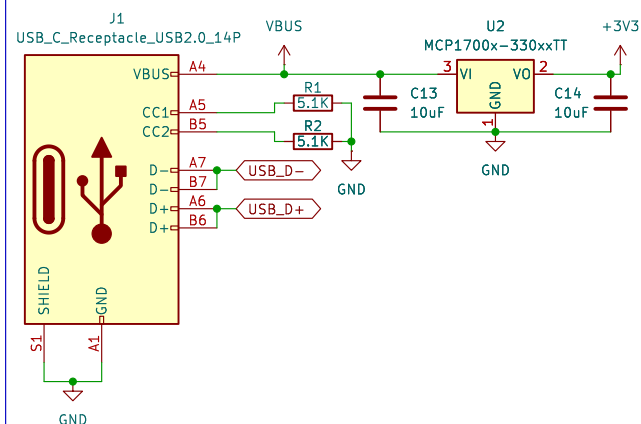 J1
USB_C_Receptacle_USB2.0_14P
VBUS
A4
CC1
A5
CC2
B5
D-
A7
D-
B7
D+
A6
D+
B6
SHIELD
GND
S1
A1
GND
VBUS
R1
5.1K
R2
5.1K
GND
USB_D-
USB_D+
C13
10uF
U2
MCP1700x-330xxTT
3
VI
VO
2
GND
1
GND
C14
10uF
+3V3